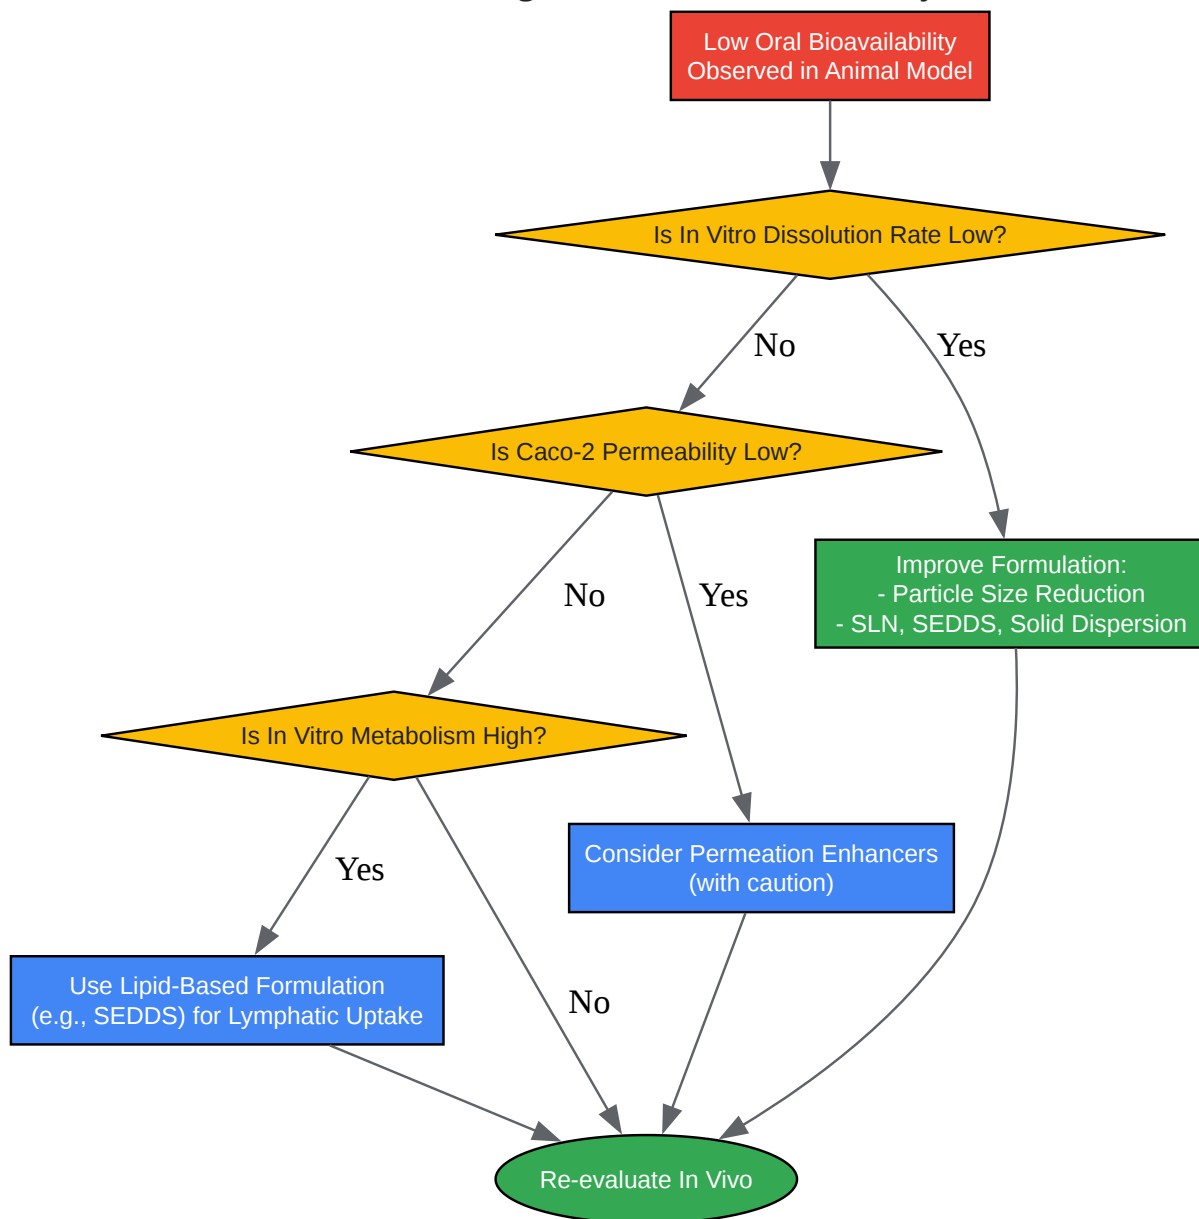 Low Oral Bioavailability
Observed in Animal Model
Is In Vitro Dissolution Rate Low?
No
Yes
Is Caco-2 Permeability Low?
Improve Formulation:
- Particle Size Reduction
- SLN, SEDDS, Solid Dispersion
No
Yes
Is In Vitro Metabolism High?
Consider Permeation Enhancers
(with caution)
Yes
Use Lipid-Based Formulation
(e.g., SEDDS) for Lymphatic Uptake
No
Re-evaluate In Vivo